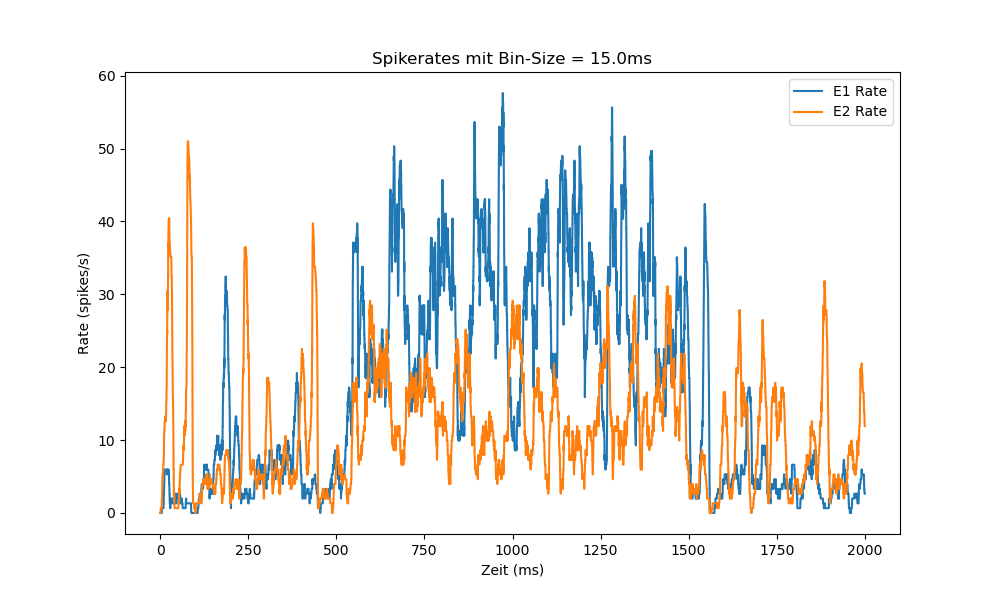 Spikerates mit Bin-Size = 15.0ms
E1 Rate
E2 Rate
60
50
40
30
20
10
0
Rate (spikes/s)
0 250 500 750 1000 1250 1500 1750 2000
Zeit (ms)